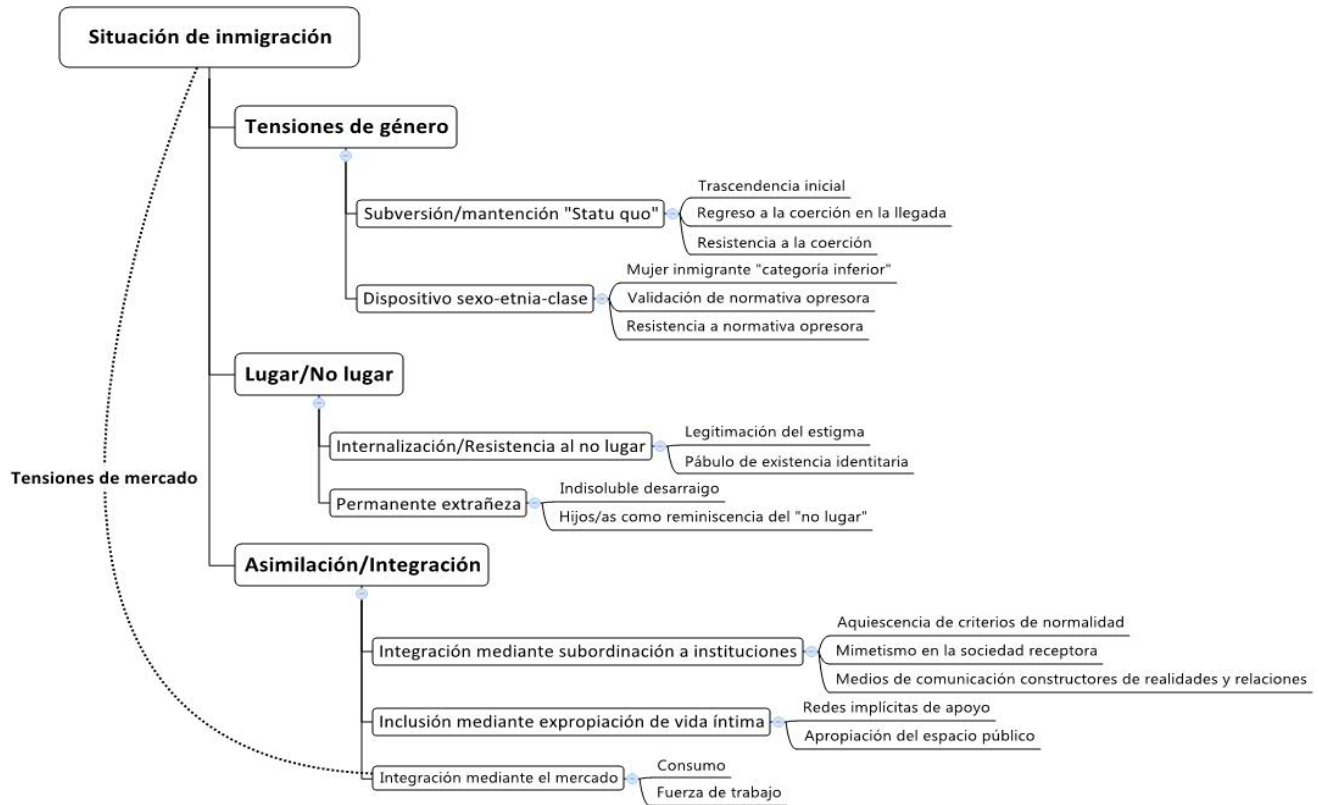 Situación de inmigración
Tensiones de género
Subversión/mantención "Statu quo"
Trascendencia inicial
Regreso a la coerción en la llegada
Resistencia a la coerción
Dispositivo sexo-etnia-clase
Mujer inmigrante "categoría inferior"
Validación de normativa opresora
Resistencia a normativa opresora
Lugar/No lugar
Internalización/Resistencia al no lugar
Legitimación del estigma
Pábulo de existencia identitaria
Permanente extrañeza
Indisoluble desarraigo
Hijos/as como reminiscencia del "no lugar"
Tensiones de mercado
Asimilación/Integración
Integración mediante subordinación a instituciones
Aquiescencia de criterios de normalidad
Mimetismo en la sociedad receptora
Medios de comunicación constructores de realidades y relaciones
Inclusión mediante expropiación de vida íntima
Redes implícitas de apoyo
Apropiación del espacio público
Integración mediante el mercado
Consumo
Fuerza de trabajo